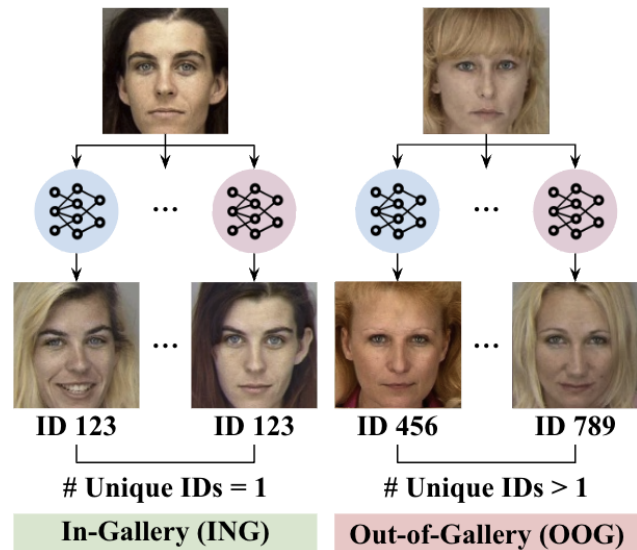 ...
...
...
...
ID 123
ID 123
ID 456
ID 789
# Unique IDs = 1
# Unique IDs > 1
In-Gallery (ING)
Out-of-Gallery (OOG)